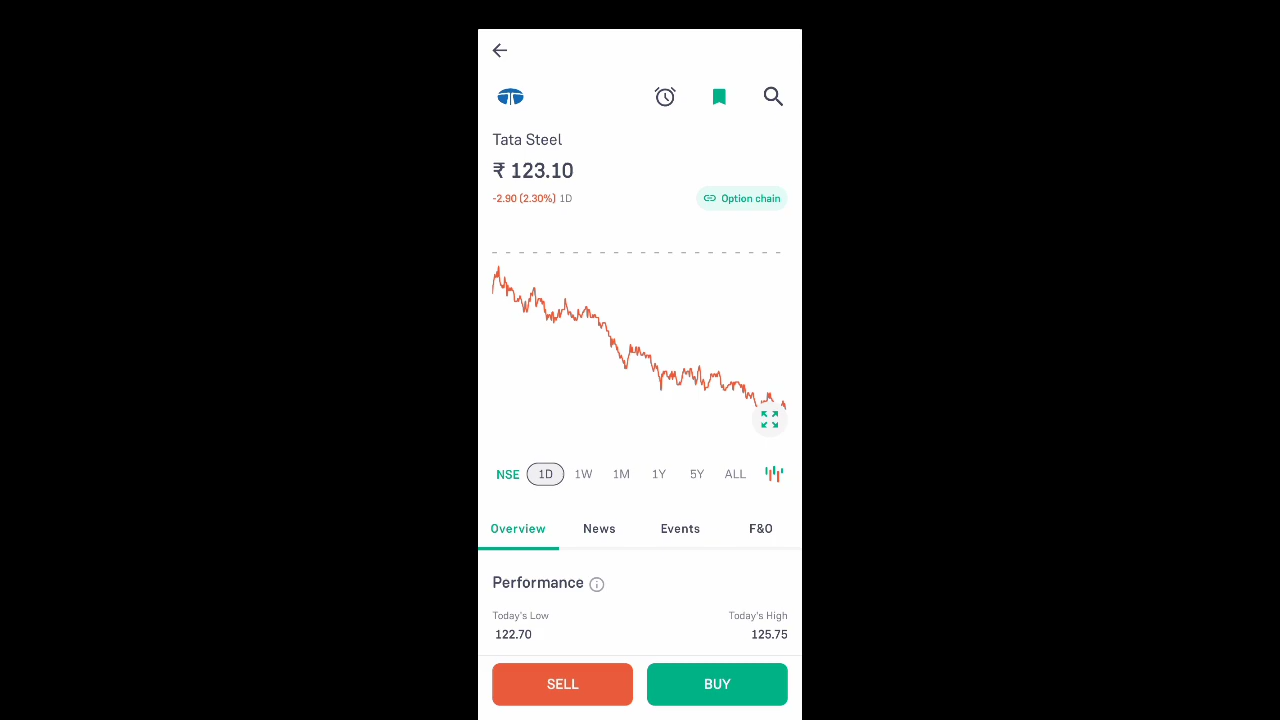 Tata Steel
₹ 123.10
-2.90 (2.30%) 1D
Option chain
NSE 1D 1W 1M 1Y 5Y ALL
Overview News Events F&O
Performance
Today's Low Today's High
122.70 125.75
SELL BUY